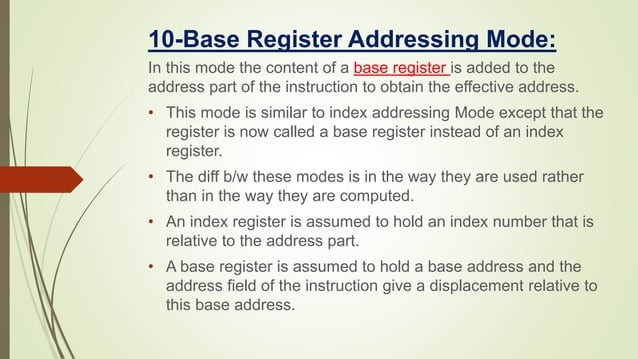 10-Base Register Addressing Mode:
In this mode the content of a base register is added to the
address part of the instruction to obtain the effective address.
• This mode is similar to index addressing Mode except that the
register is now called a base register instead of an index
register.
• The diff b/w these modes is in the way they are used rather
than in the way they are computed.
• An index register is assumed to hold an index number that is
relative to the address part.
• A base register is assumed to hold a base address and the
address field of the instruction give a displacement relative to
this base address.